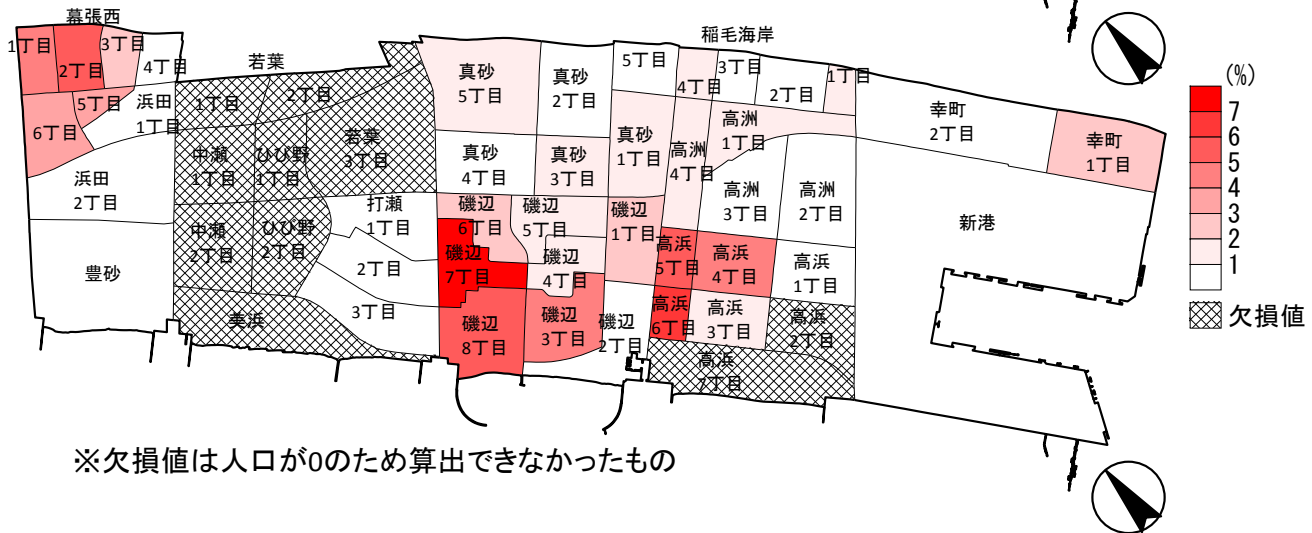 幕張西
1丁目
2丁目
3丁目
4丁目
5丁目
6丁目
浜田
1丁目
浜田
2丁目
豊砂
若葉
1丁目
2丁目
若葉
3丁目
中瀬
1丁目
ひび野
1丁目
中瀬
2丁目
ひび野
2丁目
美浜
打瀬
1丁目
2丁目
3丁目
真砂
5丁目
真砂
2丁目
真砂
4丁目
真砂
3丁目
真砂
1丁目
磯辺
6丁目
磯辺
5丁目
磯辺
1丁目
磯辺
7丁目
磯辺
4丁目
磯辺
8丁目
磯辺
3丁目
磯辺
2丁目
稲毛海岸
5丁目
4丁目
3丁目
2丁目
1丁目
高洲
1丁目
高洲
4丁目
高洲
3丁目
高洲
2丁目
高浜
5丁目
高浜
4丁目
高浜
1丁目
高浜
6丁目
高浜
3丁目
高浜
2丁目
高浜
7丁目
幸町
2丁目
幸町
1丁目
新港
(%)
7
6
5
4
3
2
1
欠損値
※欠損値は人口が0のため算出できなかったもの